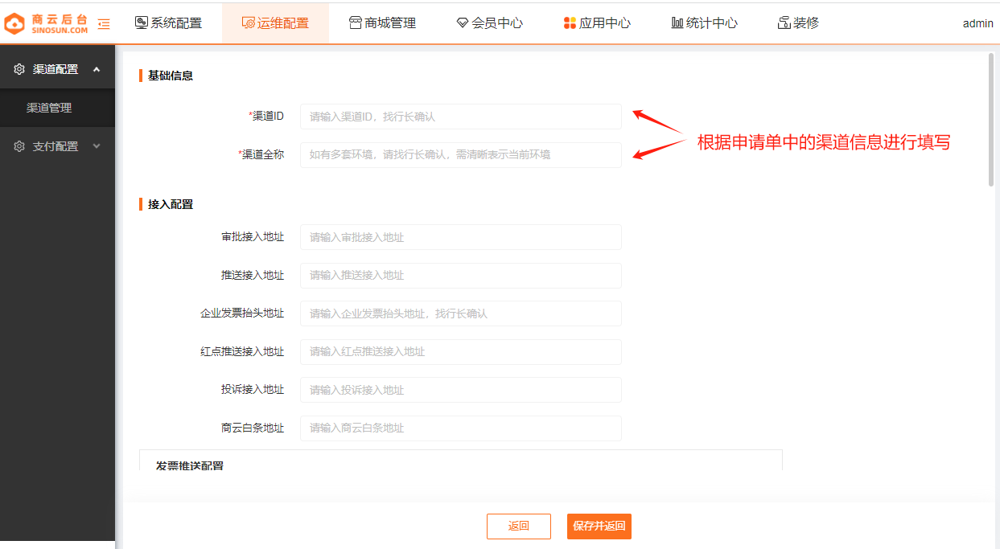 商云后台
SINOSUN.COM
系统配置
运维配置
商城管理
会员中心
应用中心
统计中心
装修
admin
渠道配置
渠道管理
支付配置
基础信息
*渠道ID
请输入渠道ID，找行长确认
*渠道全称
如有多套环境，请找行长确认，需清晰表示当前环境
根据申请单中的渠道信息进行填写
接入配置
审批接入地址
请输入审批接入地址
推送接入地址
请输入推送接入地址
企业发票抬头地址
请输入企业发票抬头地址，找行长确认
红点推送接入地址
请输入红点推送接入地址
投诉接入地址
请输入投诉接入地址
商云白条地址
请输入商云白条地址
发票推送配置
返回
保存并返回